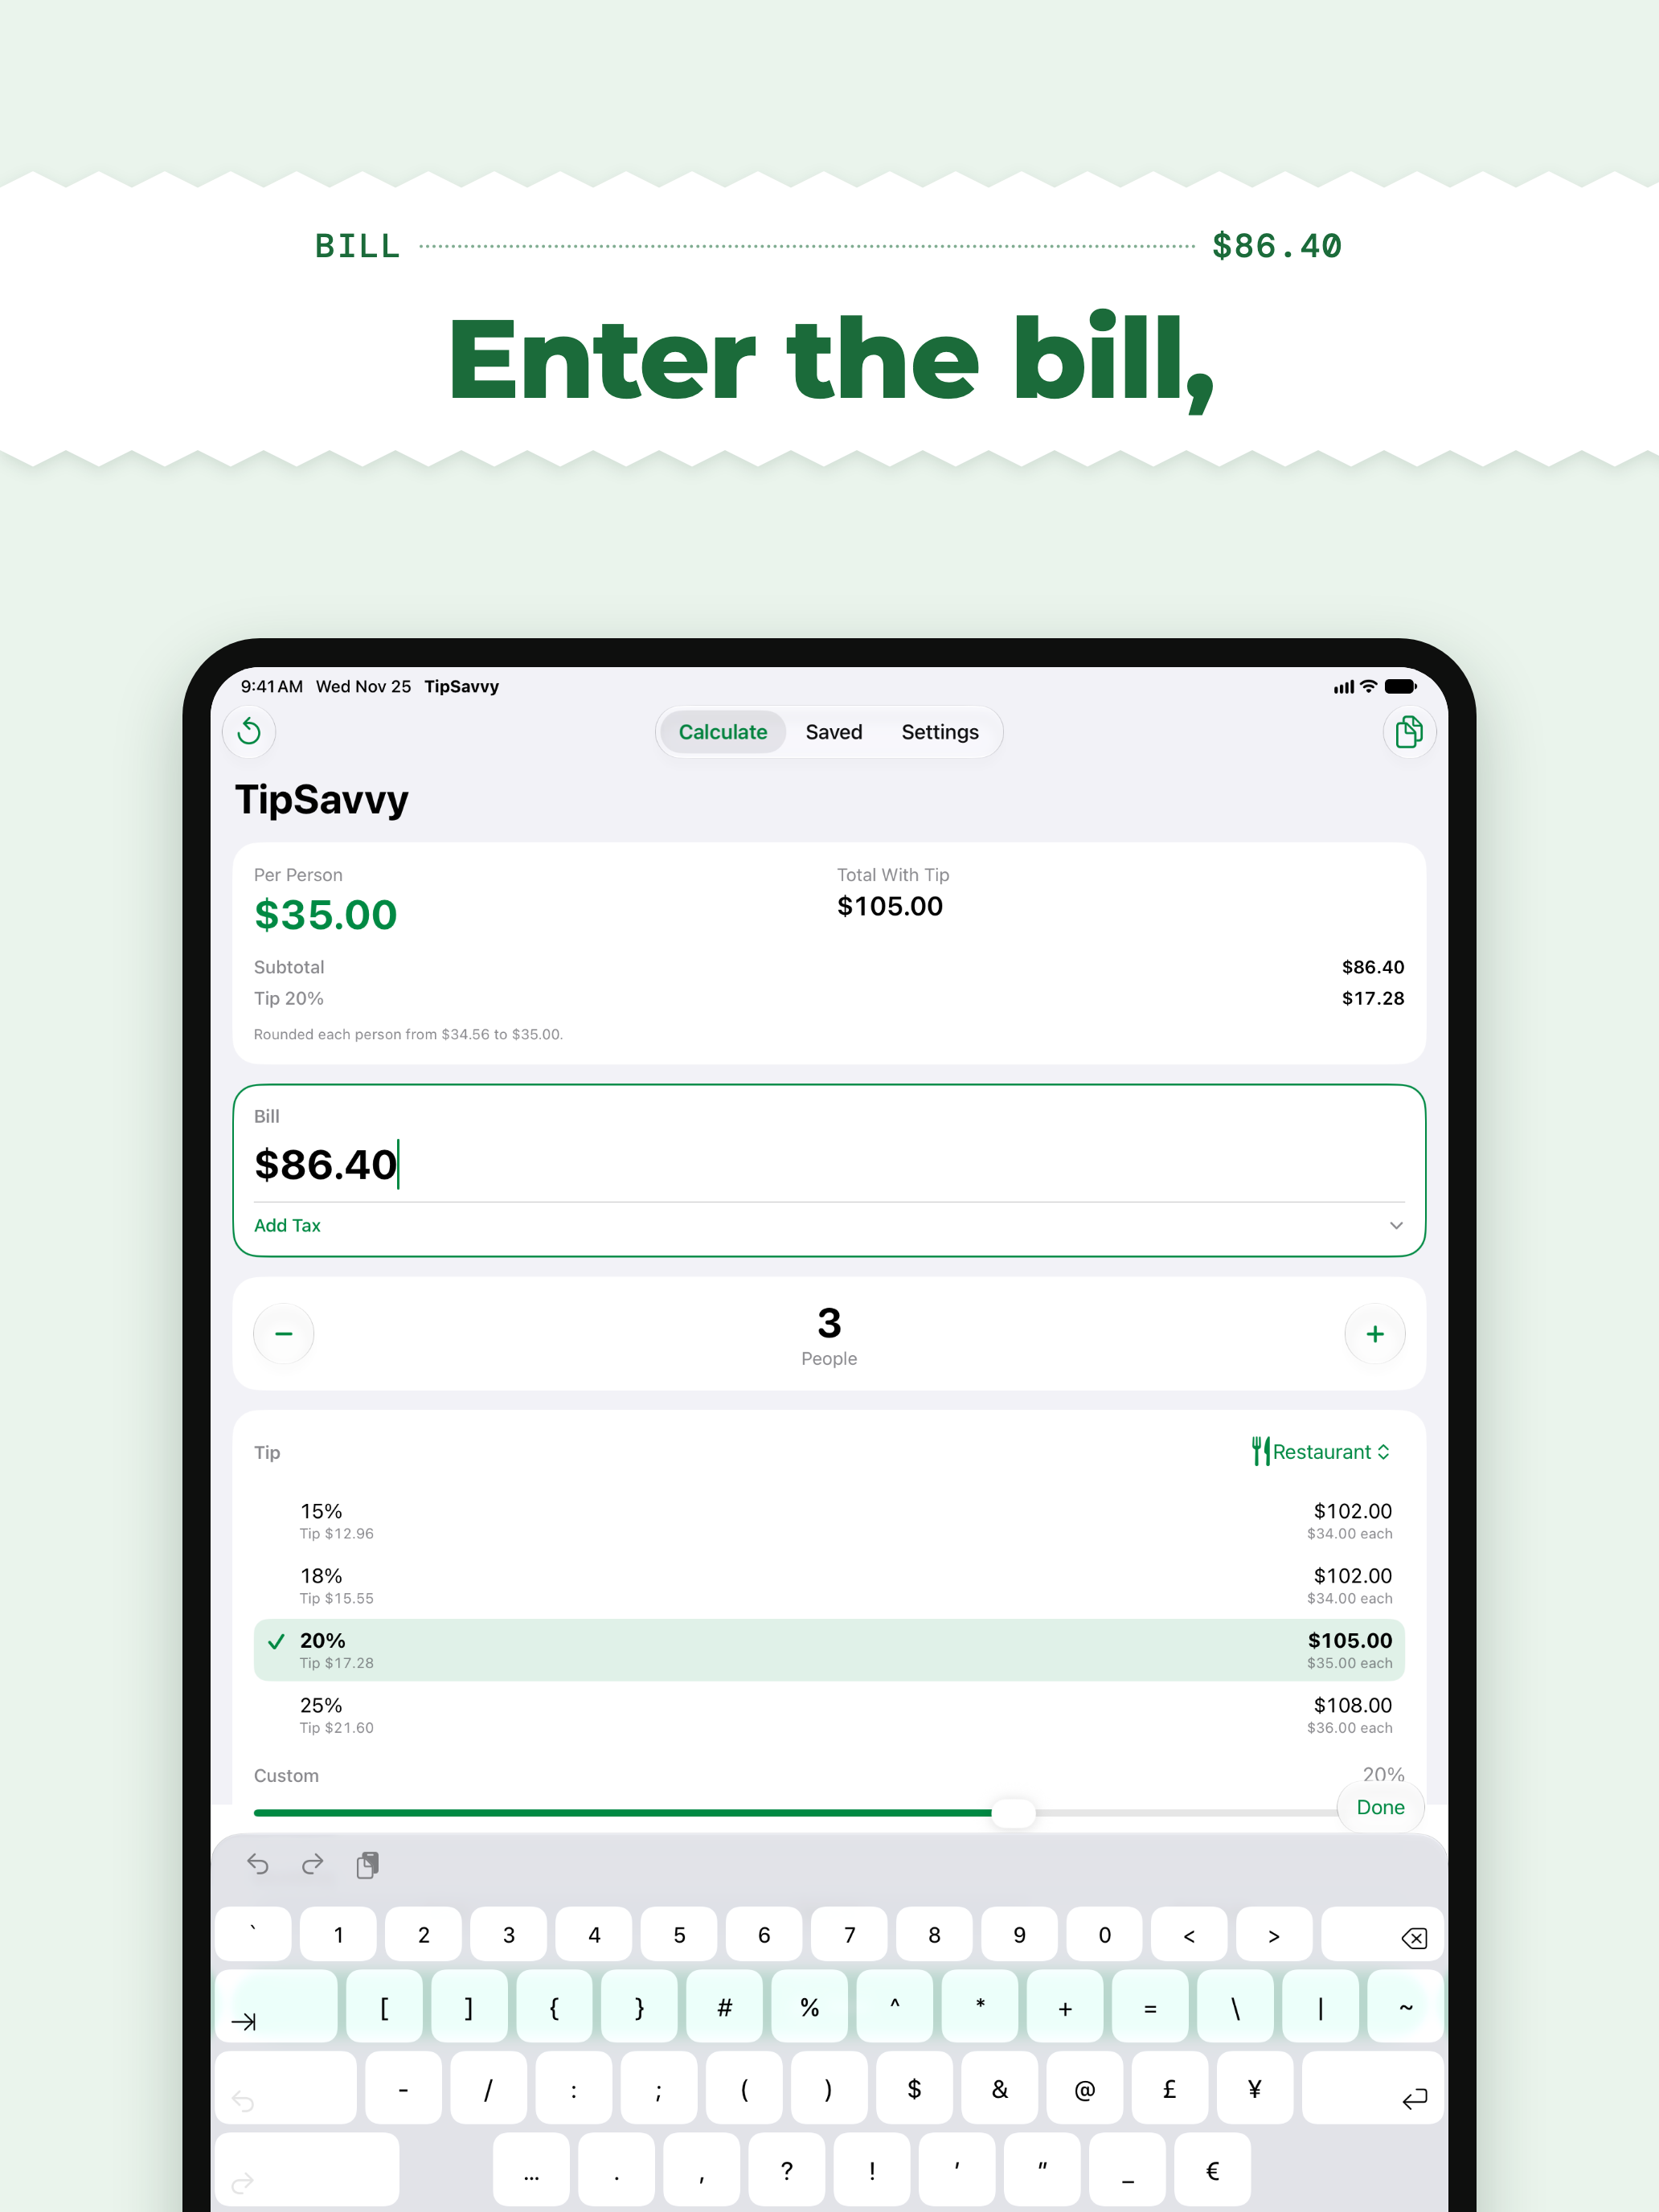 BILL $86.40
Enter the bill,
9:41 AM Wed Nov 25 TipSavvy
Calculate Saved Settings
TipSavvy
Per Person Total With Tip
$35.00 $105.00
Subtotal $86.40
Tip 20% $17.28
Rounded each person from $34.56 to $35.00.
Bill
$86.40
Add Tax
3
People
Tip Restaurant
15% $102.00
Tip $12.96 $34.00 each
18% $102.00
Tip $15.55 $34.00 each
20% $105.00
Tip $17.28 $35.00 each
25% $108.00
Tip $21.60 $36.00 each
Custom 20%
Done
` 1 2 3 4 5 6 7 8 9 0 < >
[ ] { } # % ^ * + = \ | ~
- / : ; ( ) $ & @ £ ¥
... . , ? ! ' " _ €